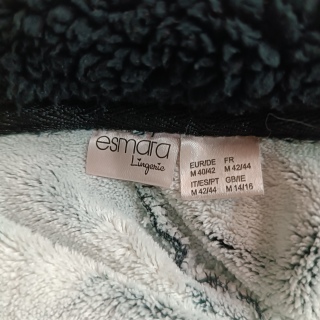 esmara
Lingerie
EUR/DE FR
M 40/42 M 42/44
IT/ES/PT GB/IE
M 42/44 M 14/16